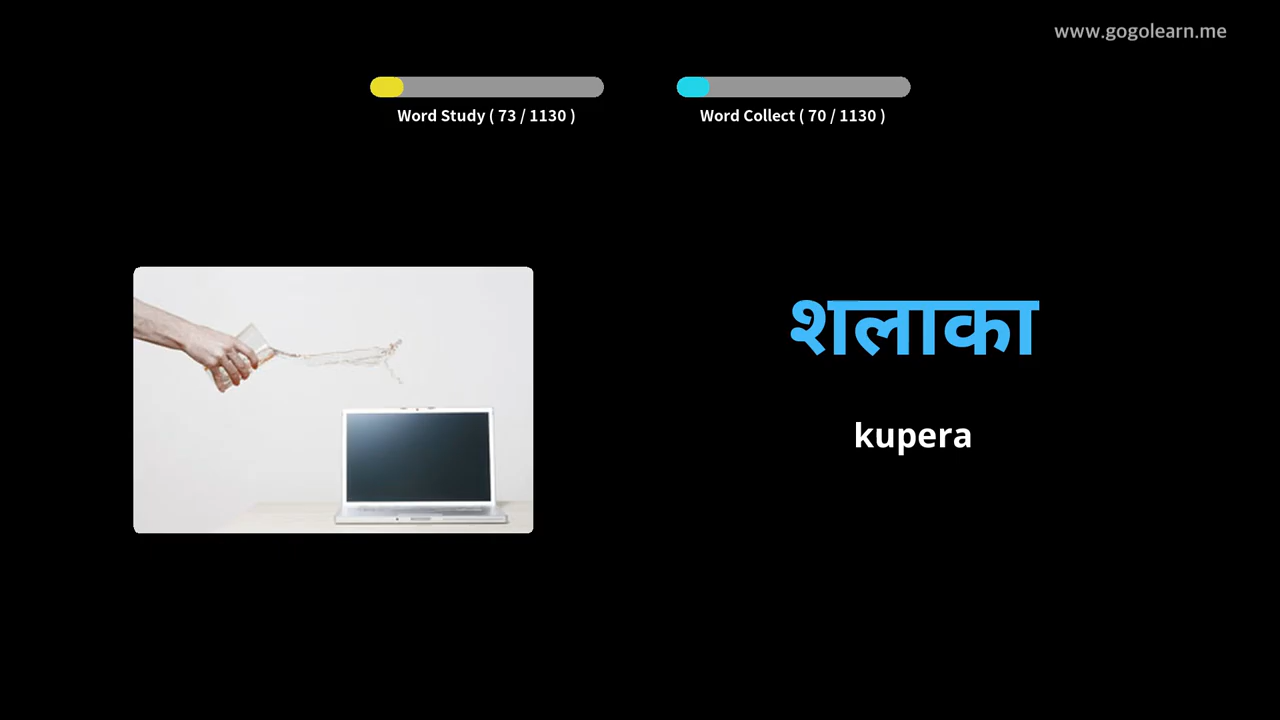 www.gogolearn.me
Word Study ( 73 / 1130 )
Word Collect ( 70 / 1130 )
शलाका
kupera